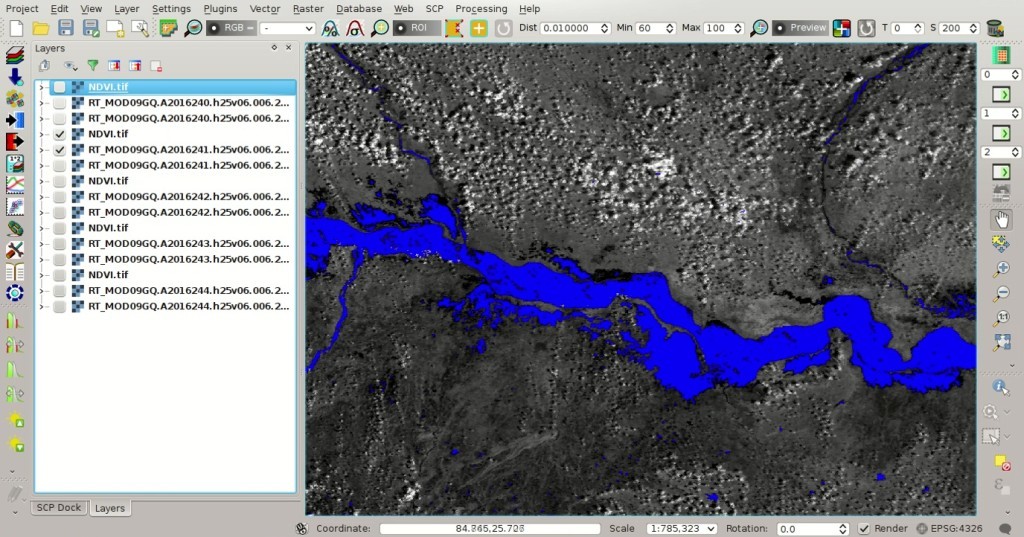 Project Edit View Layer Settings Plugins Vector Raster Database Web SCP Processing Help
RGB = - ROI Dist 0.010000 Min 60 Max 100 Preview T 0 S 200
Layers
NDVI.tif
RT_MOD09GQ.A2016240.h25v06.006.2...
RT_MOD09GQ.A2016240.h25v06.006.2...
NDVI.tif
RT_MOD09GQ.A2016241.h25v06.006.2...
RT_MOD09GQ.A2016241.h25v06.006.2...
NDVI.tif
RT_MOD09GQ.A2016242.h25v06.006.2...
RT_MOD09GQ.A2016242.h25v06.006.2...
NDVI.tif
RT_MOD09GQ.A2016243.h25v06.006.2...
RT_MOD09GQ.A2016243.h25v06.006.2...
NDVI.tif
RT_MOD09GQ.A2016244.h25v06.006.2...
RT_MOD09GQ.A2016244.h25v06.006.2...
0
1
2
SCP Dock Layers
Coordinate: Scale 1:785,323 Rotation: 0.0 Render EPSG:4326